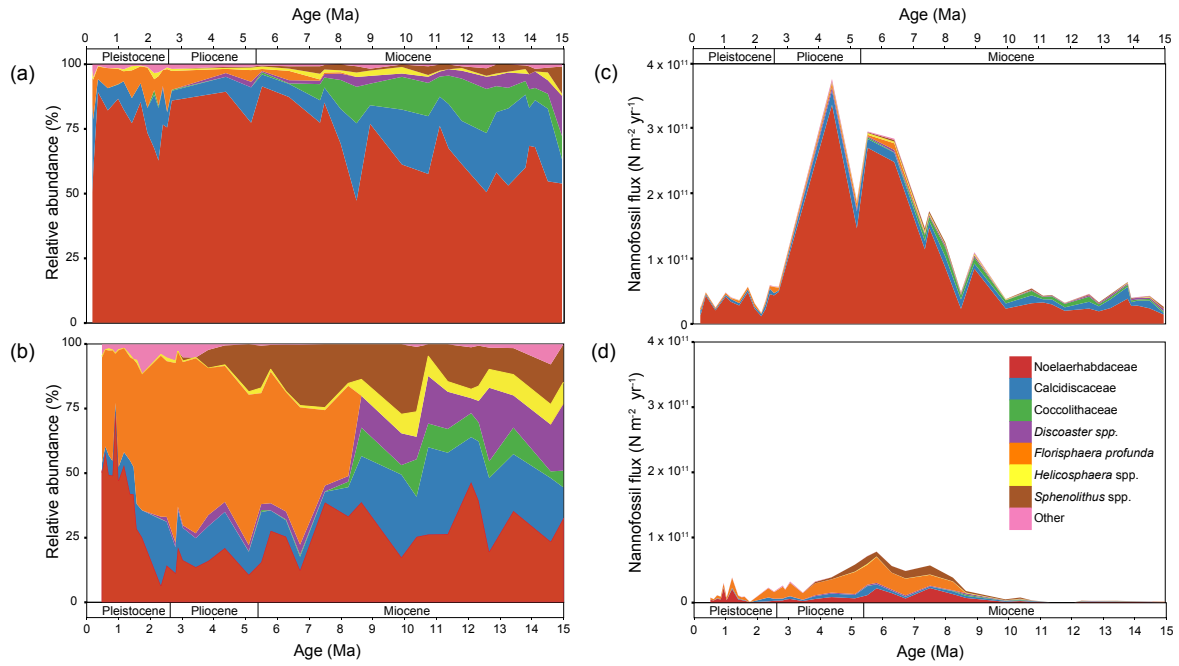 Age (Ma)
0 1 2 3 4 5 6 7 8 9 10 11 12 13 14 15
Pleistocene Pliocene Miocene
(a)
Relative abundance (%)
100
75
50
25
0
(b)
Relative abundance (%)
100
75
50
25
0
Pleistocene Pliocene Miocene
0 1 2 3 4 5 6 7 8 9 10 11 12 13 14 15
Age (Ma)
Age (Ma)
0 1 2 3 4 5 6 7 8 9 10 11 12 13 14 15
Pleistocene Pliocene Miocene
(c)
Nannofossil flux (N m⁻² yr⁻¹)
4 x 10¹¹
3 x 10¹¹
2 x 10¹¹
1 x 10¹¹
0
(d)
Nannofossil flux (N m⁻² yr⁻¹)
4 x 10¹¹
3 x 10¹¹
2 x 10¹¹
1 x 10¹¹
0
Noelaerhabdaceae
Calcidiscaceae
Coccolithaceae
Discoaster spp.
Florisphaera profunda
Helicosphaera spp.
Sphenolithus spp.
Other
Pleistocene Pliocene Miocene
0 1 2 3 4 5 6 7 8 9 10 11 12 13 14 15
Age (Ma)